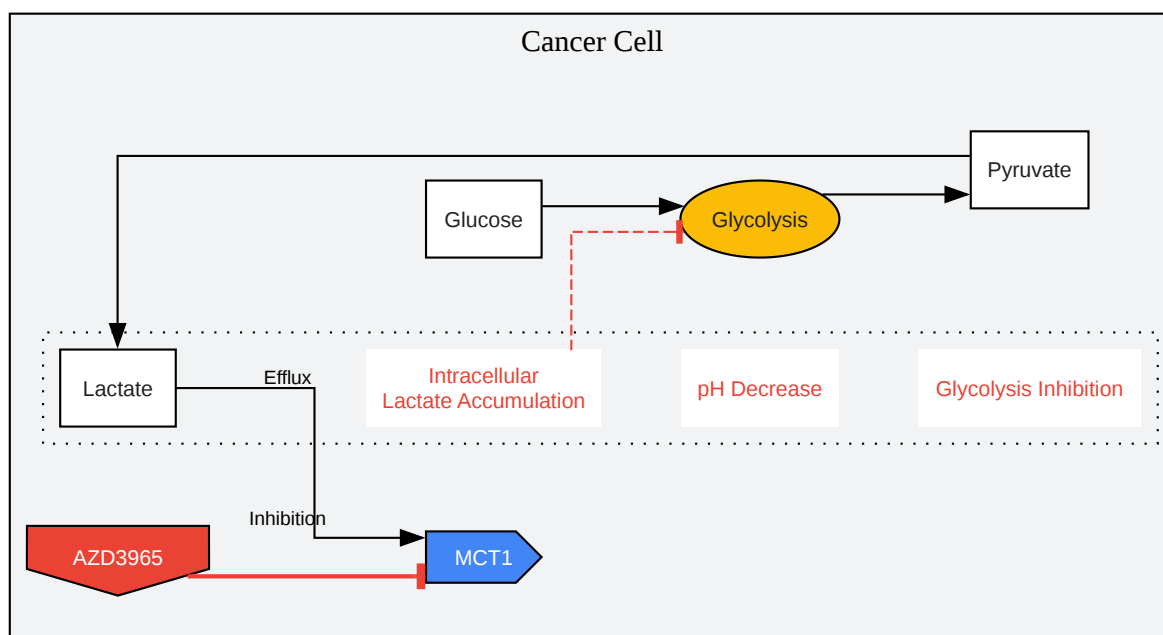 Cancer Cell
Pyruvate
Glucose
Glycolysis
Lactate
Efflux
Intracellular
Lactate Accumulation
pH Decrease
Glycolysis Inhibition
Inhibition
AZD3965
MCT1